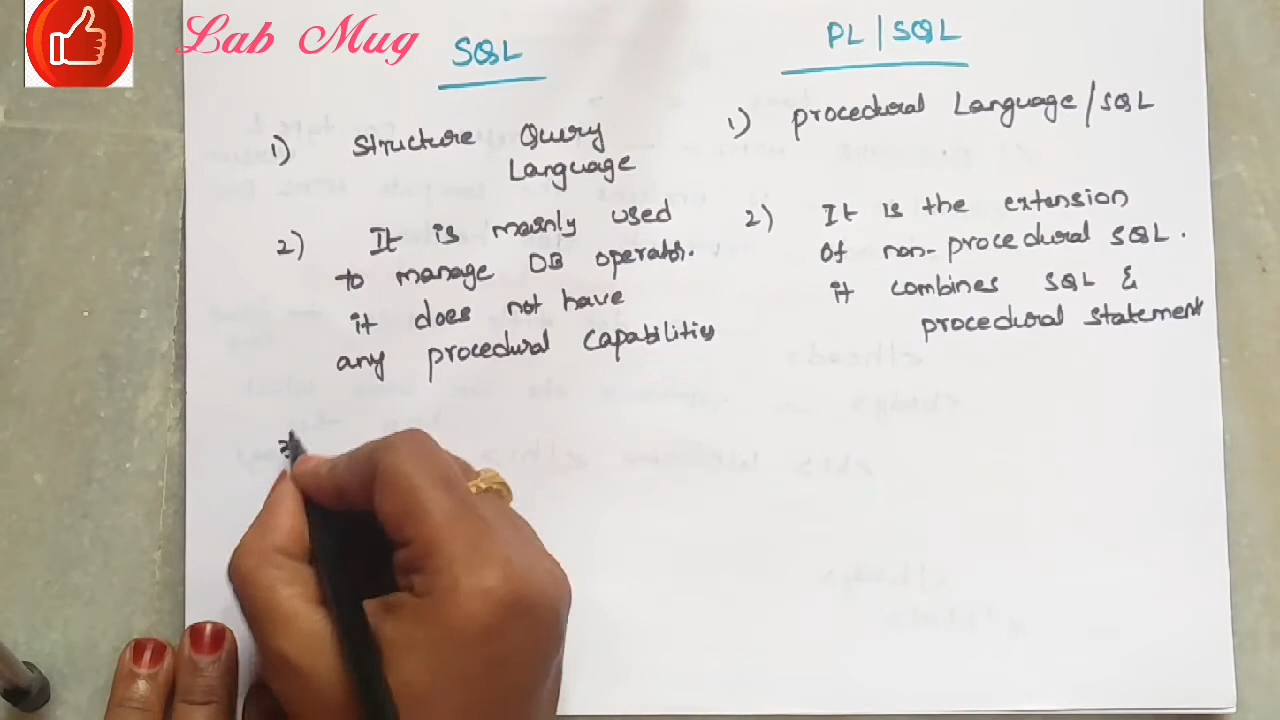 Lab Mug
SQL
1) Structure Query
Language
2) It is mainly used
to manage DB operatos.
it does not have
any procedural capabilities
3
PL|SQL
1) procedural Language/SQL
2) It is the extension
of non-procedural SQL.
it combines SQL &
procedural statement